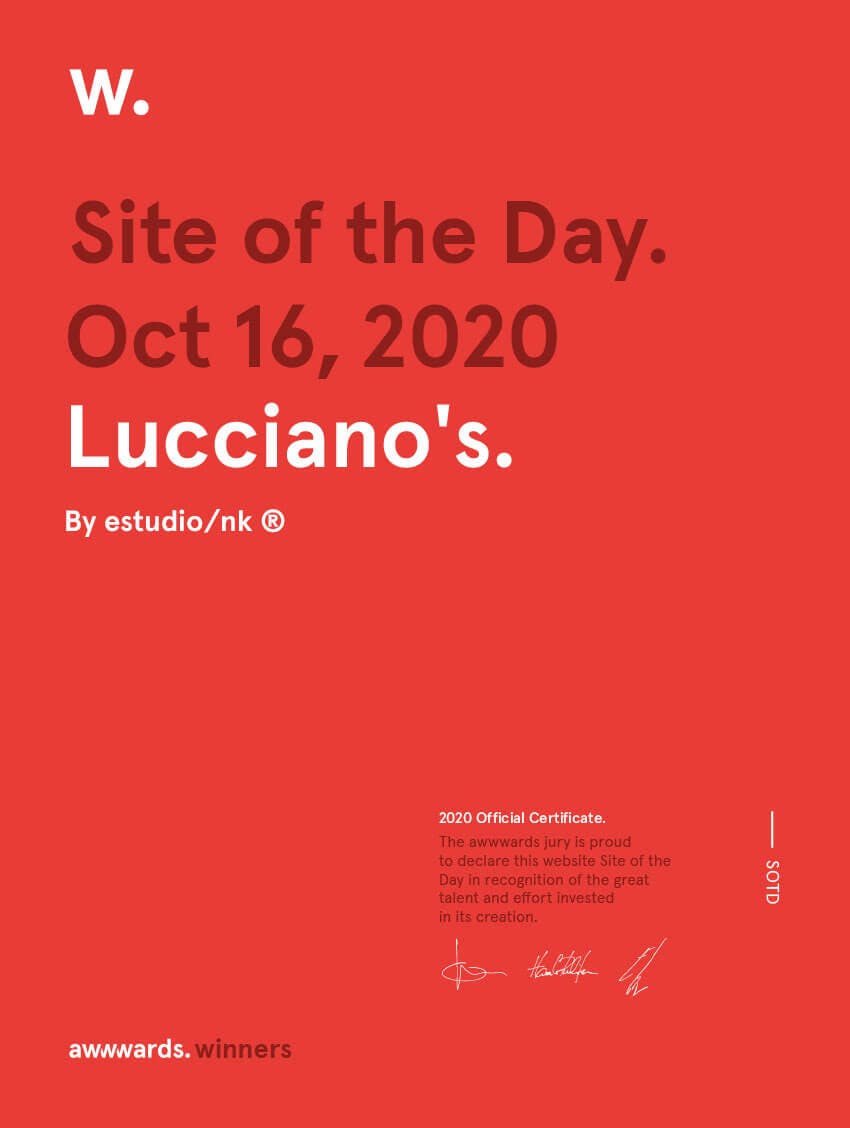 w.
Site of the Day.
Oct 16, 2020
Lucciano's.
By estudio/nk ®
2020 Official Certificate.
The awwwards jury is proud
to declare this website Site of the
Day in recognition of the great
talent and effort invested
in its creation.
SOTD
awwwards.winners